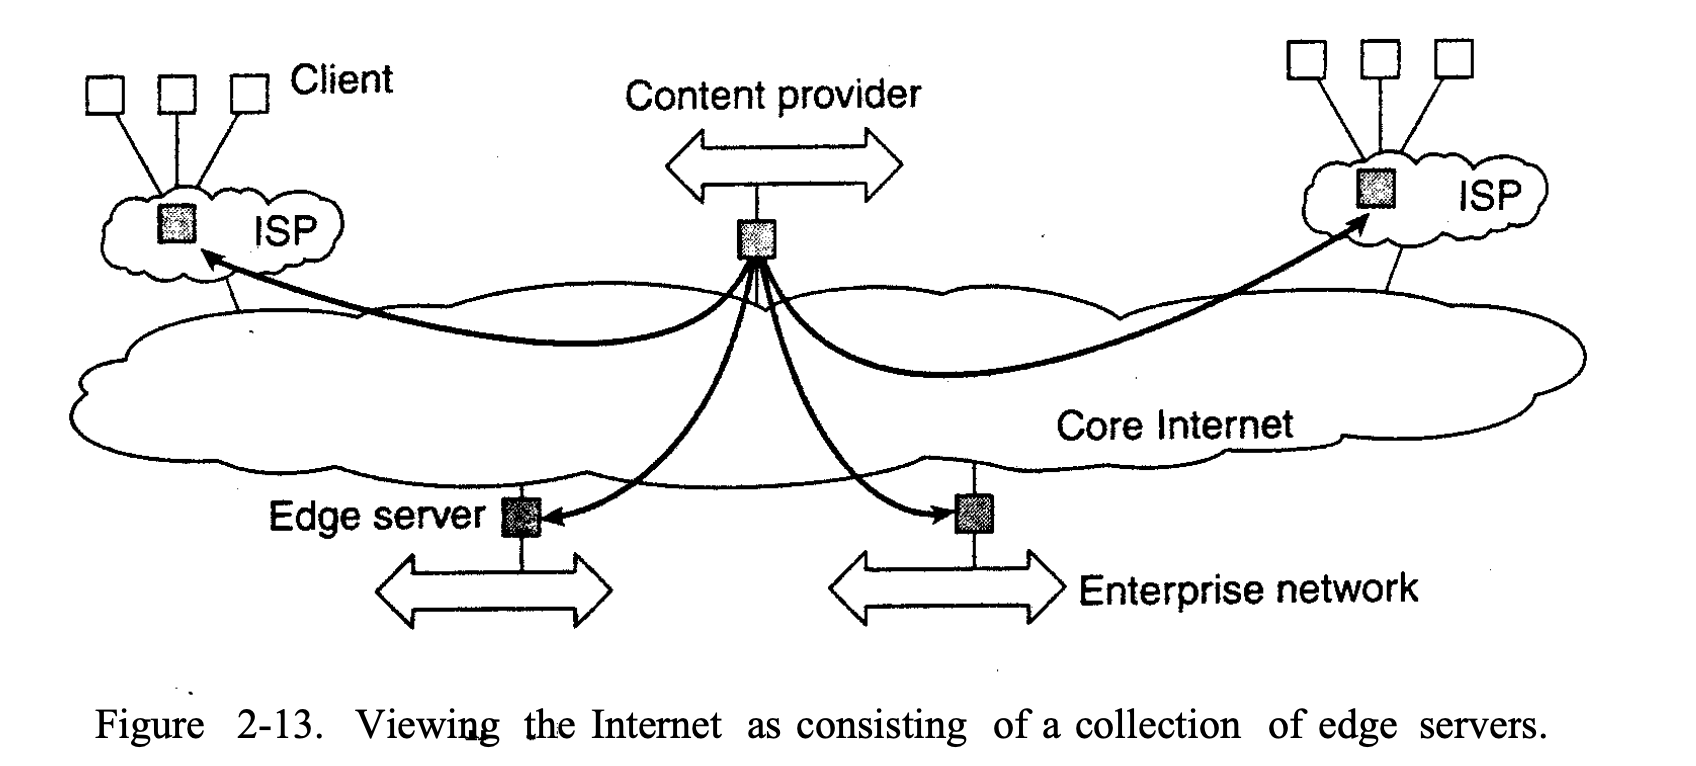 Client
Content provider
ISP
ISP
Core Internet
Edge server
Enterprise network
Figure 2-13. Viewing the Internet as consisting of a collection of edge servers.